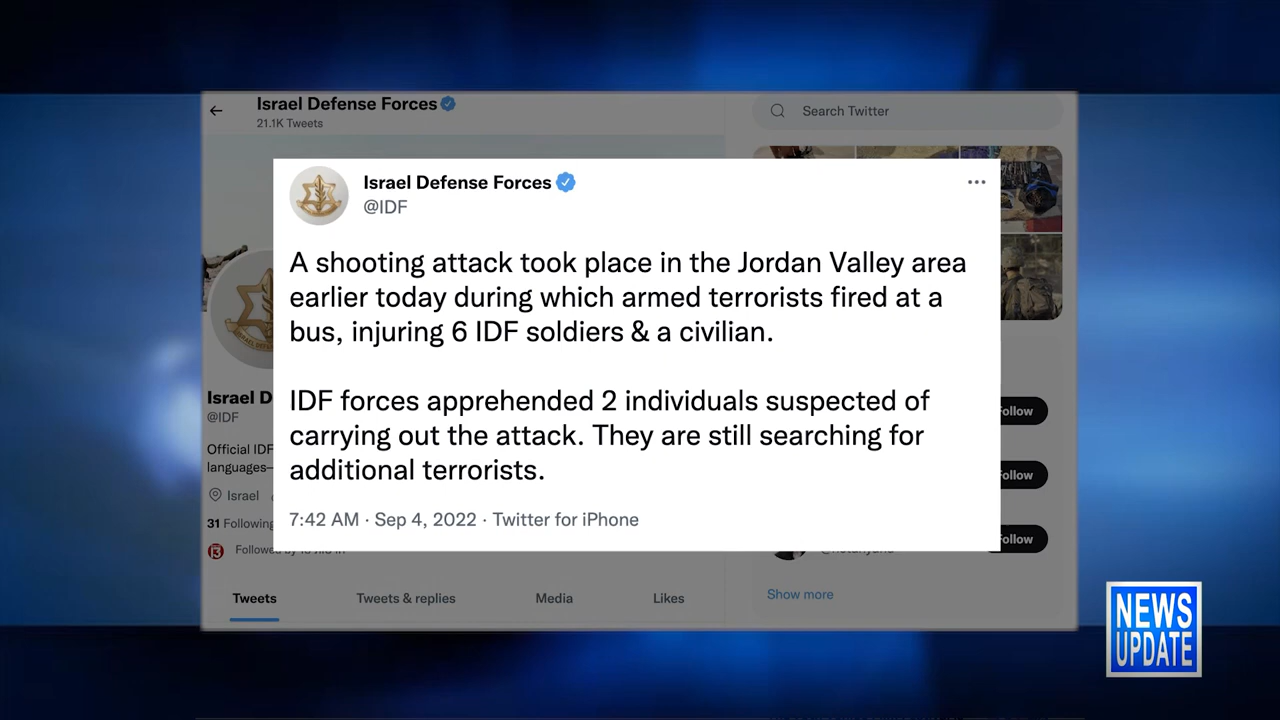 Israel Defense Forces
21.1K Tweets
Search Twitter
Israel Defense Forces
@IDF
A shooting attack took place in the Jordan Valley area
earlier today during which armed terrorists fired at a
bus, injuring 6 IDF soldiers & a civilian.
IDF forces apprehended 2 individuals suspected of
carrying out the attack. They are still searching for
additional terrorists.
7:42 AM · Sep 4, 2022 · Twitter for iPhone
Israel D
@IDF
Official IDF
languages—
Israel
31 Following
Followed by
Follow
Follow
Follow
Show more
Tweets Tweets & replies Media Likes
NEWS
UPDATE